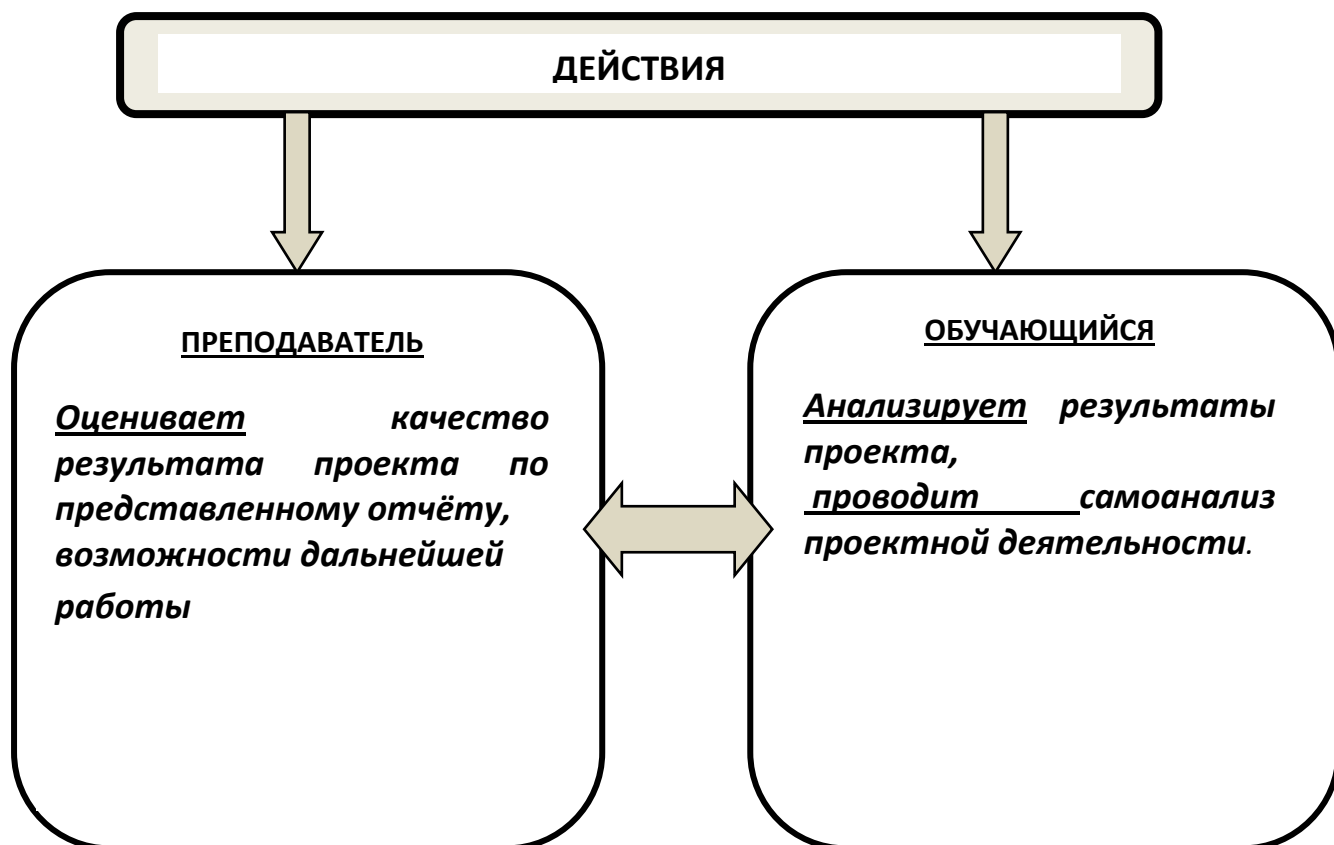 ДЕЙСТВИЯ
ПРЕПОДАВАТЕЛЬ
Оценивает качество
результата проекта по
представленному отчёту,
возможности дальнейшей
работы
ОБУЧАЮЩИЙСЯ
Анализирует результаты
проекта,
проводит самоанализ
проектной деятельности.